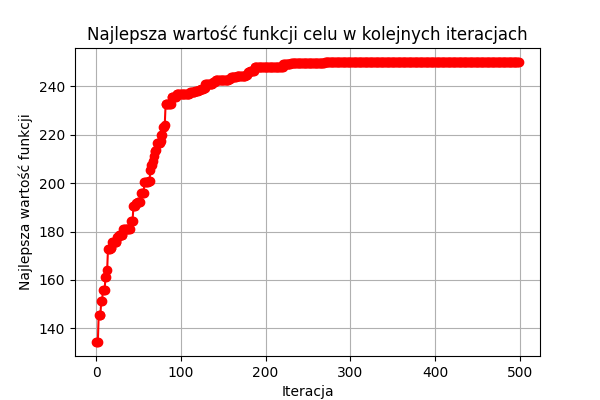 Najlepsza wartość funkcji celu w kolejnych iteracjach
Najlepsza wartość funkcji
240
220
200
180
160
140
0 100 200 300 400 500
Iteracja